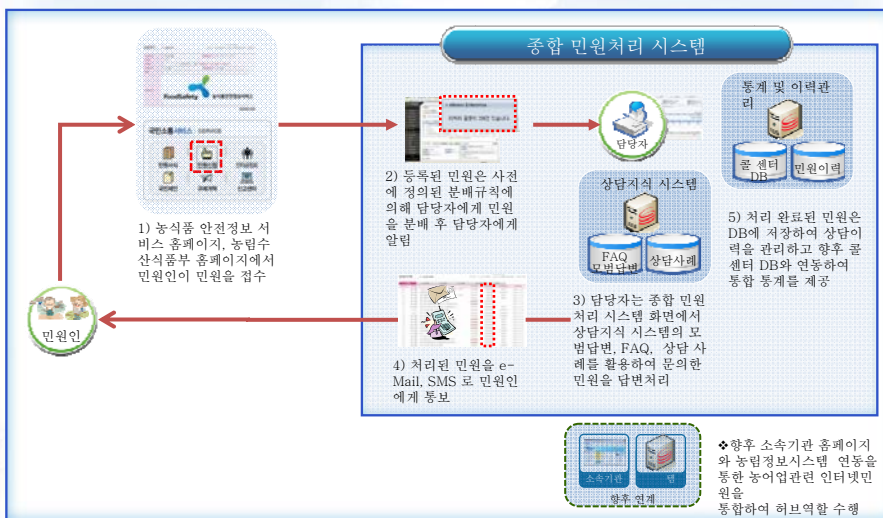 종합 민원처리 시스템
FoodSafety
국민소통서비스
민원신청
1) 농식품 안전정보 서
비스 홈페이지, 농림수
산식품부 홈페이지에서
민원인이 민원을 접수
2) 등록된 민원은 사전
에 정의된 분배규칙에
의해 담당자에게 민원
을 분배 후 담당자에게
알림
담당자
상담지식 시스템
FAQ
모범답변
상담사례
3) 담당자는 종합 민원
처리 시스템 화면에서
상담지식 시스템의 모
범답변, FAQ, 상담 사
례를 활용하여 문의한
민원을 답변처리
4) 처리된 민원을 e-
Mail, SMS 로 민원인
에게 통보
통계 및 이력관
리
콜 센터
DB
민원이력
5) 처리 완료된 민원은
DB에 저장하여 상담이
력을 관리하고 향후 콜
센터 DB와 연동하여
통합 통계를 제공
민원인
소속기관
템
향후 연계
❖향후 소속기관 홈페이지
와 농림정보시스템 연동을
통한 농어업관련 인터넷민
원을
통합하여 허브역할 수행